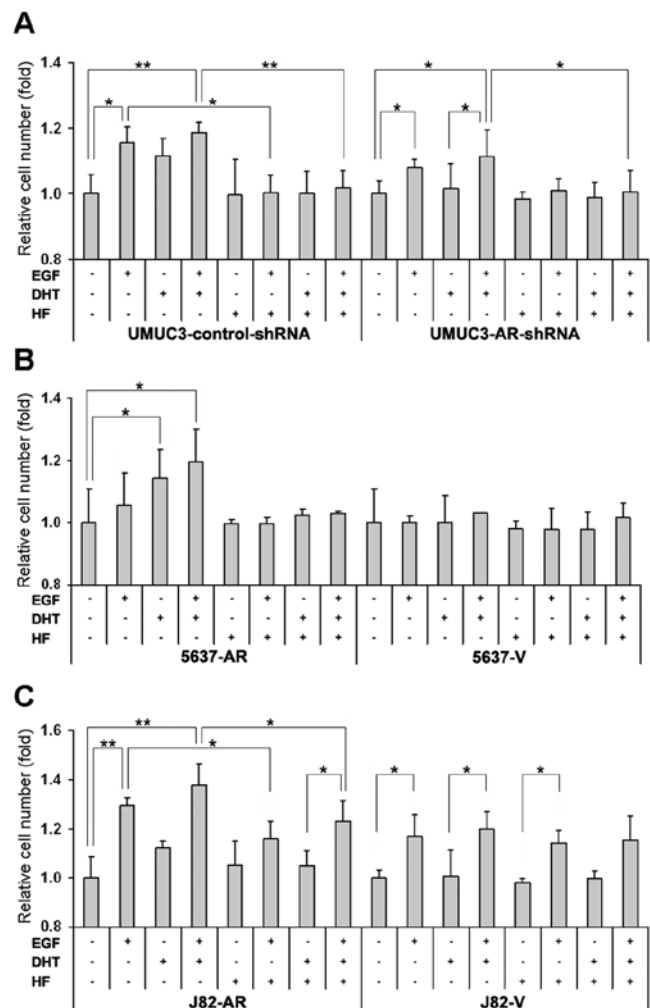 A
Relative cell number (fold)
1.4
1.2
1.0
0.8
** ** * *
* * * *
EGF - + - + - + - + - + - + - + - +
DHT - - + + - - + + - - + + - - + +
HF - - - - + + + + - - - - + + + +
UMUC3-control-shRNA UMUC3-AR-shRNA
B
Relative cell number (fold)
1.4
1.2
1.0
0.8
*
*
EGF - + - + - + - + - + - + - + - +
DHT - - + + - - + + - - + + - - + +
HF - - - - + + + + - - - - + + + +
5637-AR 5637-V
C
Relative cell number (fold)
1.6
1.4
1.2
1.0
0.8
** *
** *
* * * *
EGF - + - + - + - + - + - + - + - +
DHT - - + + - - + + - - + + - - + +
HF - - - - + + + + - - - - + + + +
J82-AR J82-V